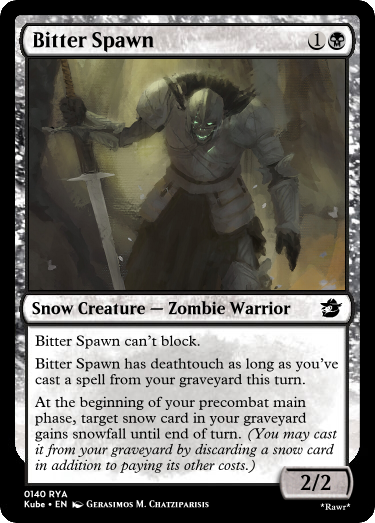 Bitter Spawn
1
Snow Creature — Zombie Warrior
Bitter Spawn can't block.
Bitter Spawn has deathtouch as long as you've
cast a spell from your graveyard this turn.
At the beginning of your precombat main
phase, target snow card in your graveyard
gains snowfall until end of turn. (You may cast
it from your graveyard by discarding a snow card
in addition to paying its other costs.)
2/2
0140 RYA
Kube • EN Gerasimos M. Chatziparisis
*Rawr*